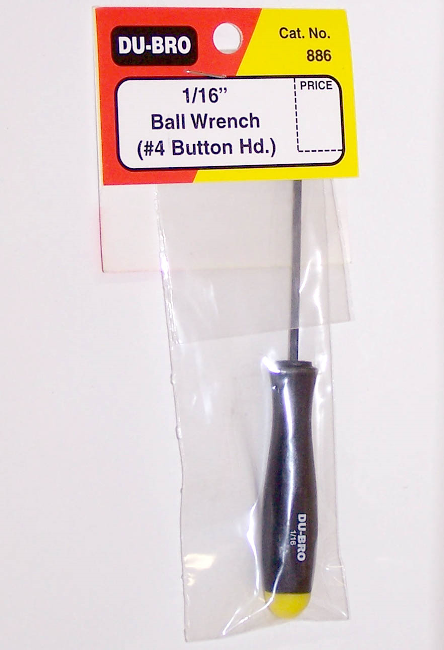 DU-BRO
Cat. No.
886
1/16”
Ball Wrench
(#4 Button Hd.)
PRICE
DU-BRO
1/16